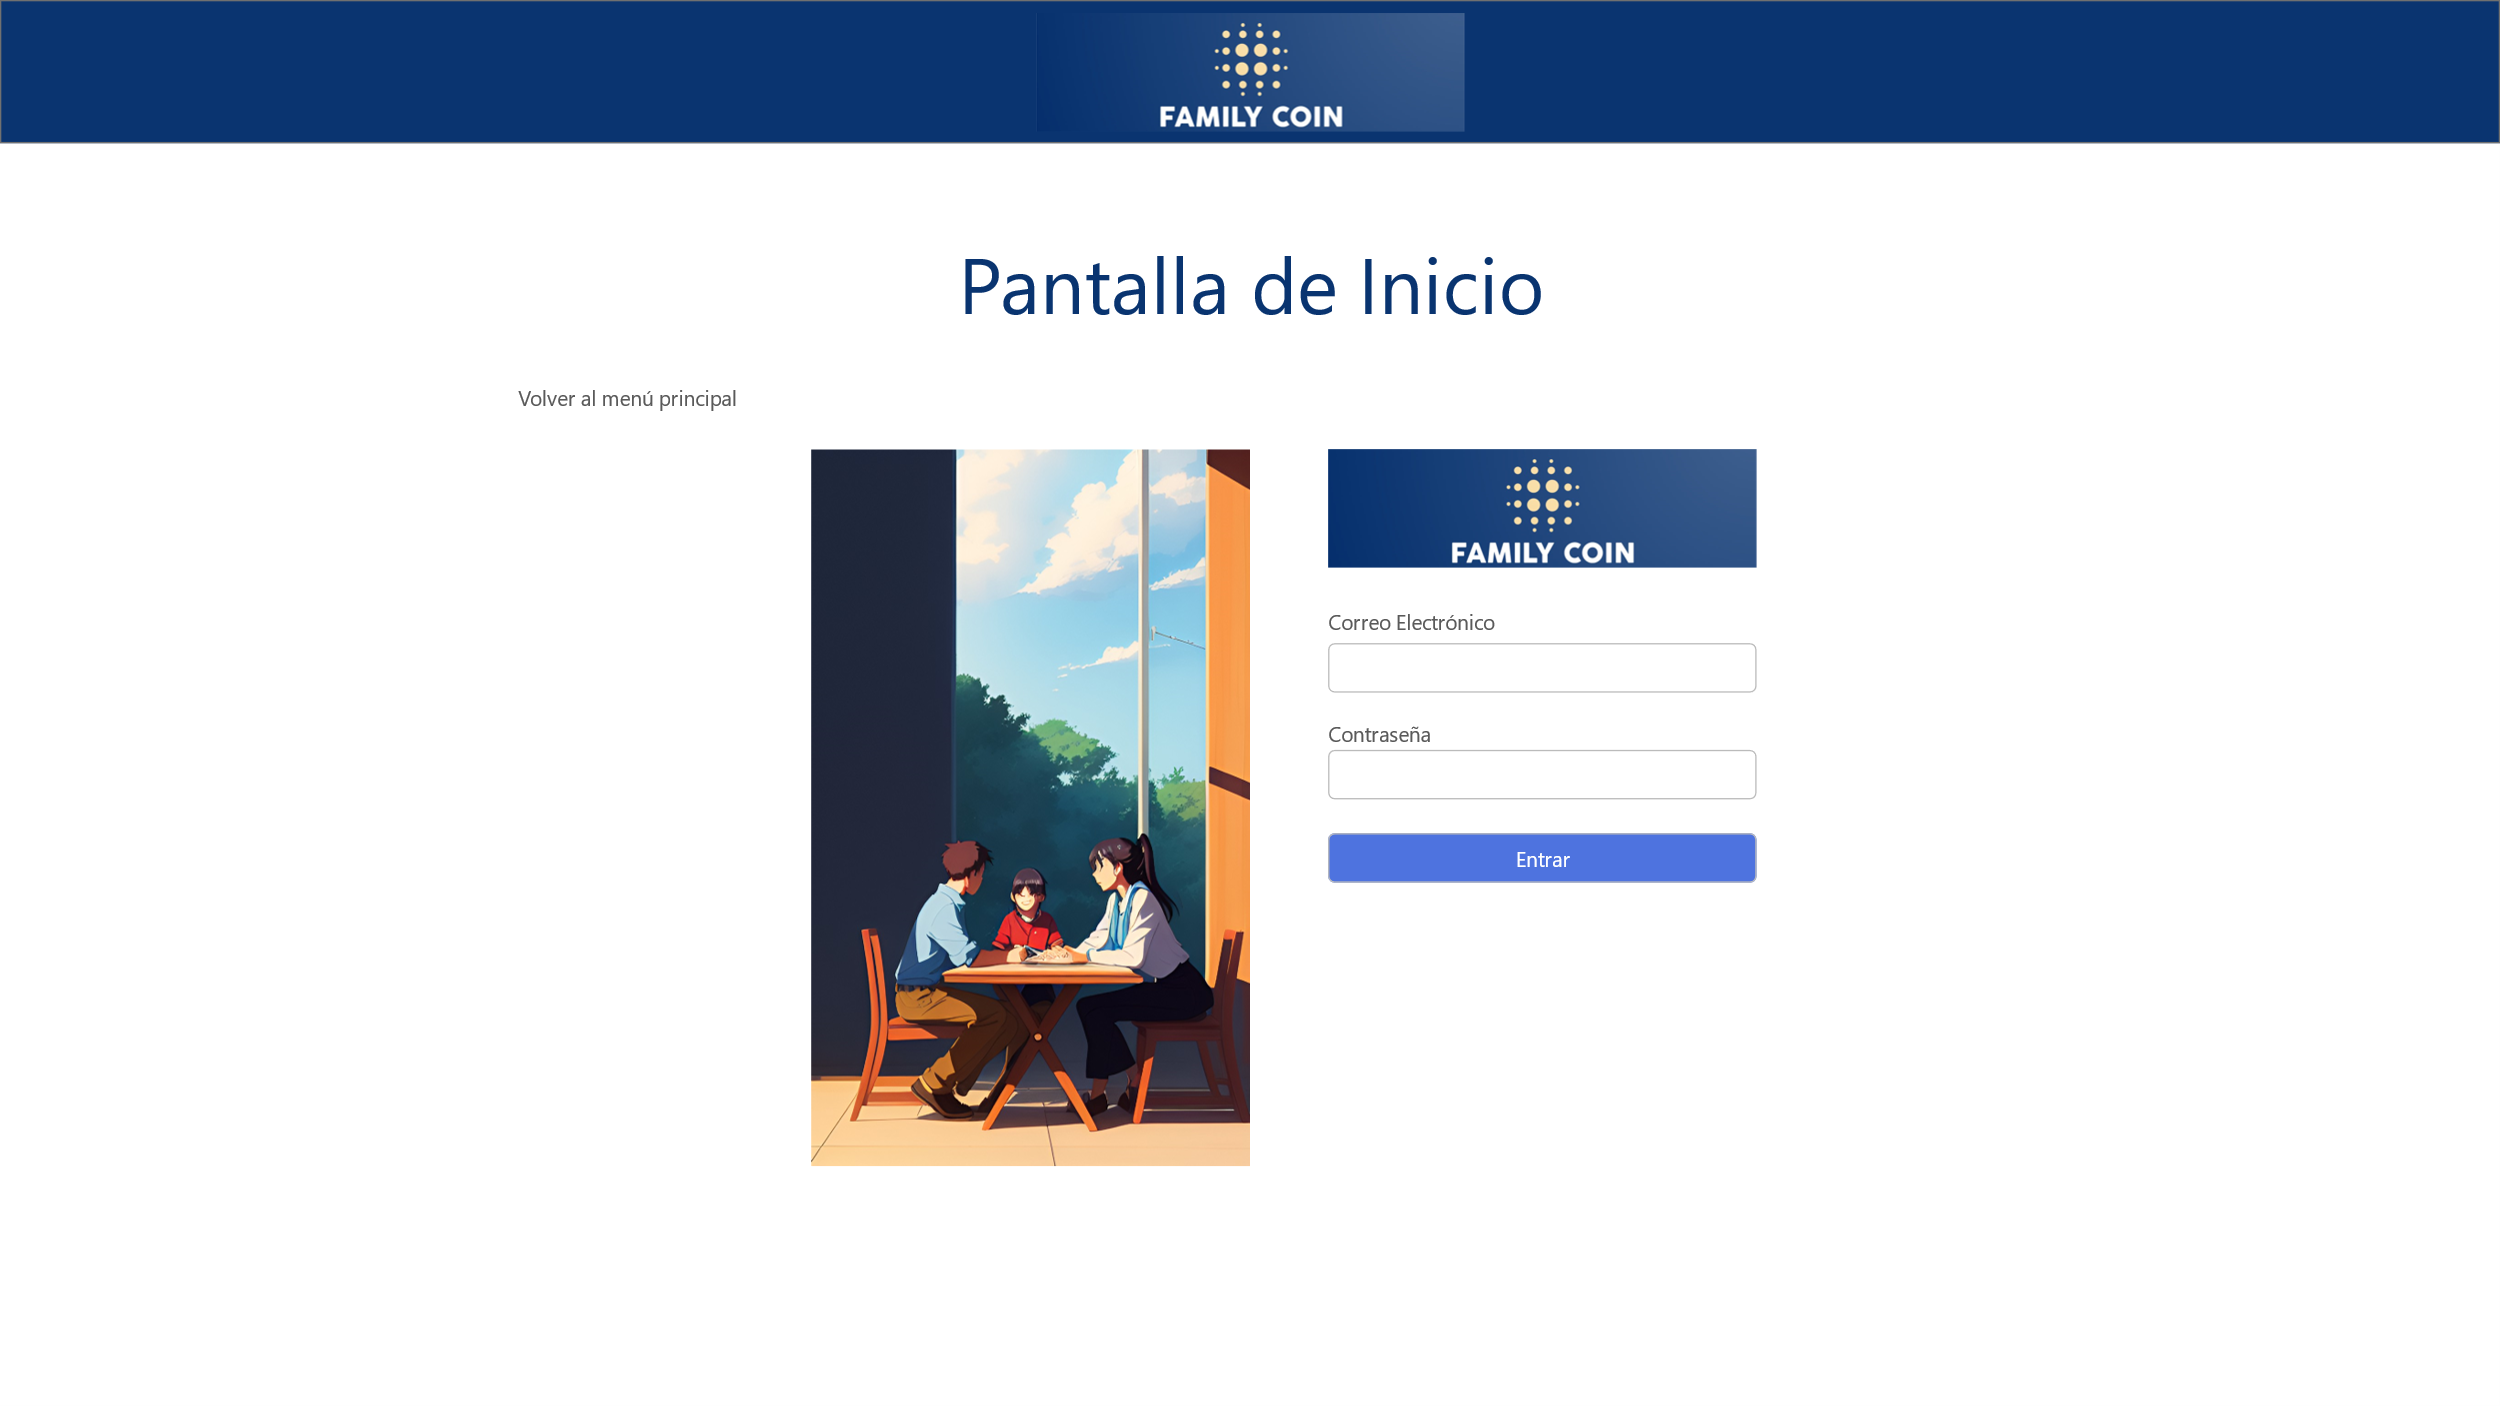 FAMILY COIN
Pantalla de Inicio
Volver al menú principal
FAMILY COIN
Correo Electrónico
Contraseña
Entrar